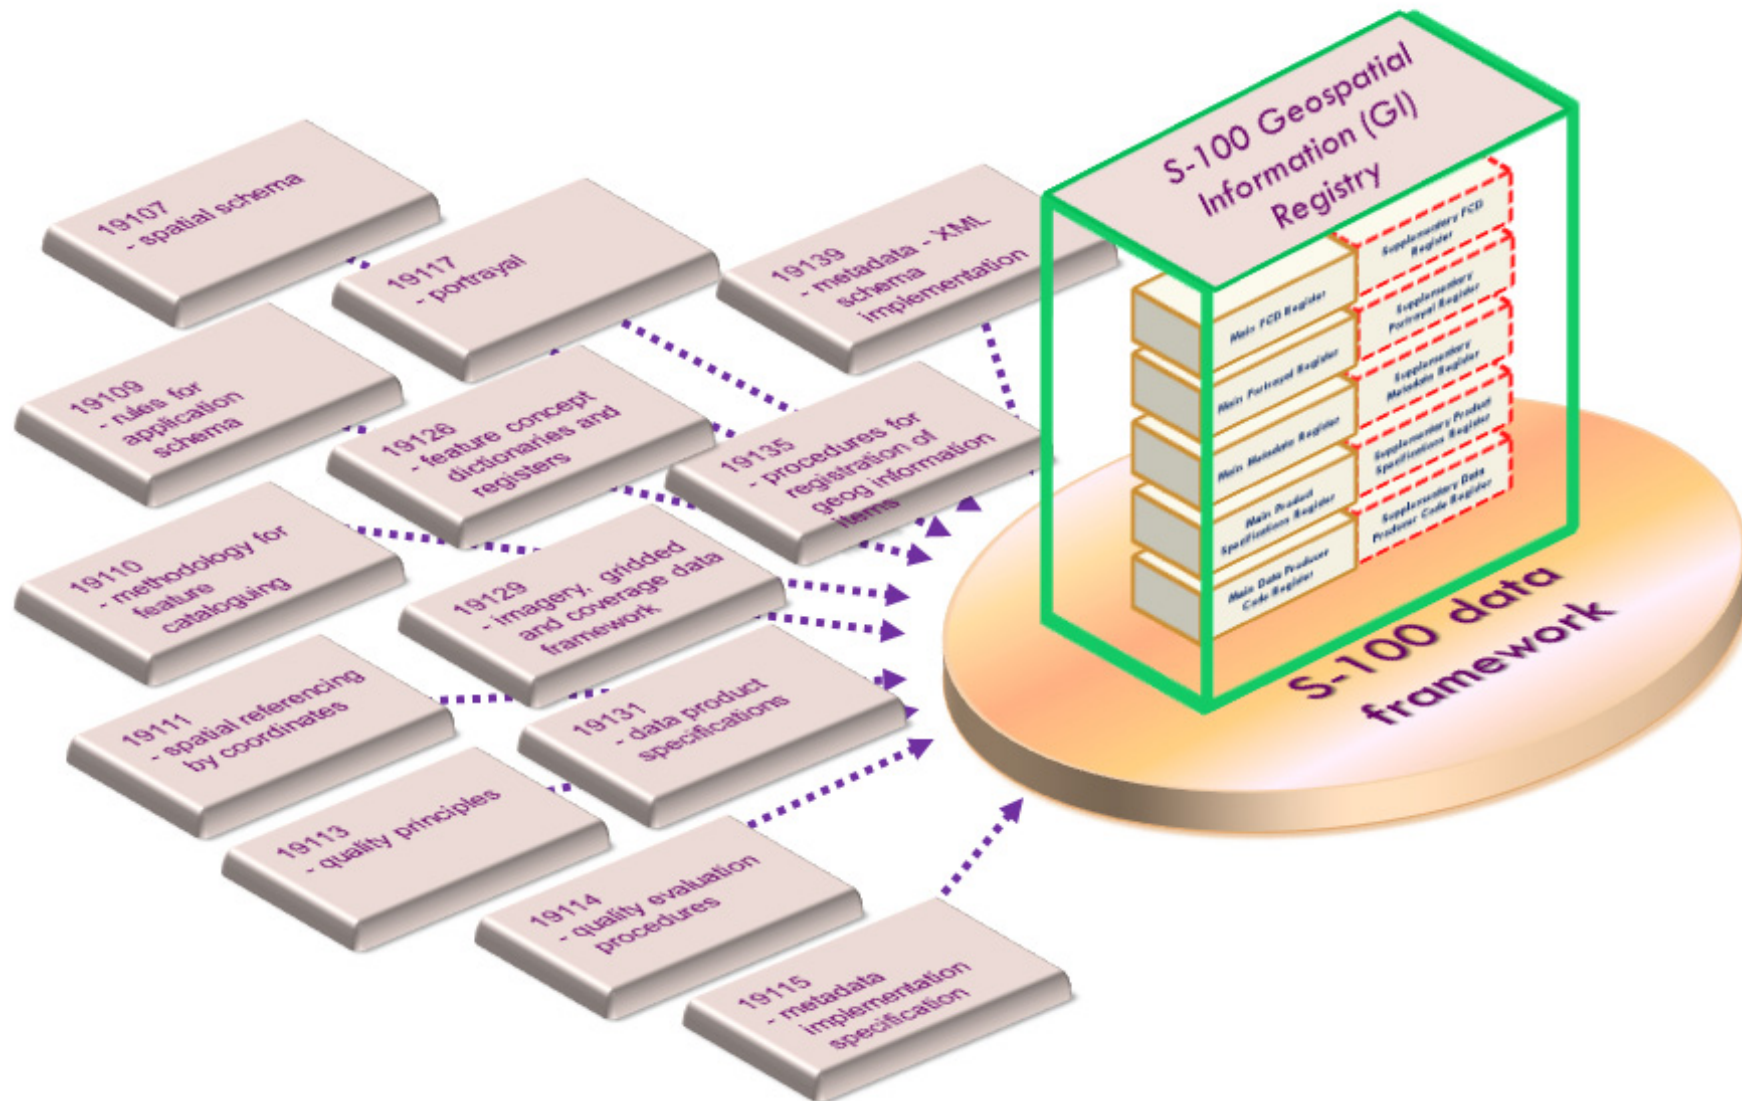 19107
- spatial schema
19117
- portrayal
19139
- metadata - XML
schema
implementation
19109
- rules for
application
schema
19126
- feature concept
dictionaries and
registers
19135
- procedures for
registration of
geog information
items
19110
- methodology for
feature
cataloguing
19129
- imagery, gridded
and coverage data
framework
19111
- spatial referencing
by coordinates
19131
- data product
specifications
19113
- quality principles
19114
- quality evaluation
procedures
19115
- metadata
implementation
specification
S-100 Geospatial
Information (GI)
Registry
Main FCD Register
Supplementary FCD
Register
Main Portrayal Register
Supplementary
Portrayal Register
Main Metadata Register
Supplementary
Metadata Register
Main Product
Specifications Register
Supplementary Product
Specifications Register
Main Data Producer
Code Register
Supplementary Data
Producer Code Register
S-100 data
framework